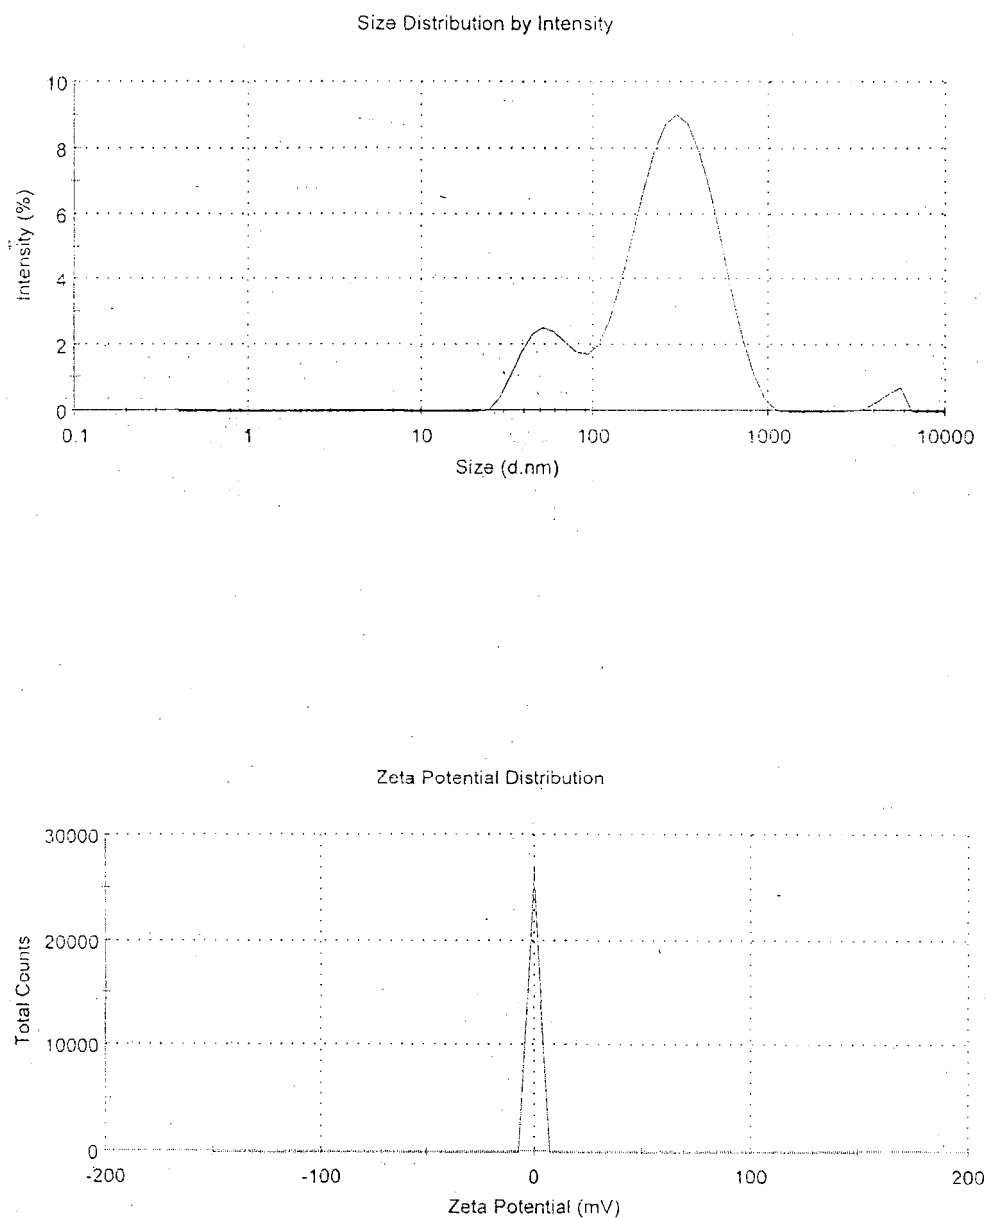 Size Distribution by Intensity
10
8
6
4
2
0
Intensity (%)
0.1 1 10 100 1000 10000
Size (d.nm)
Zeta Potential Distribution
30000
20000
10000
0
Total Counts
-200 -100 0 100 200
Zeta Potential (mV)